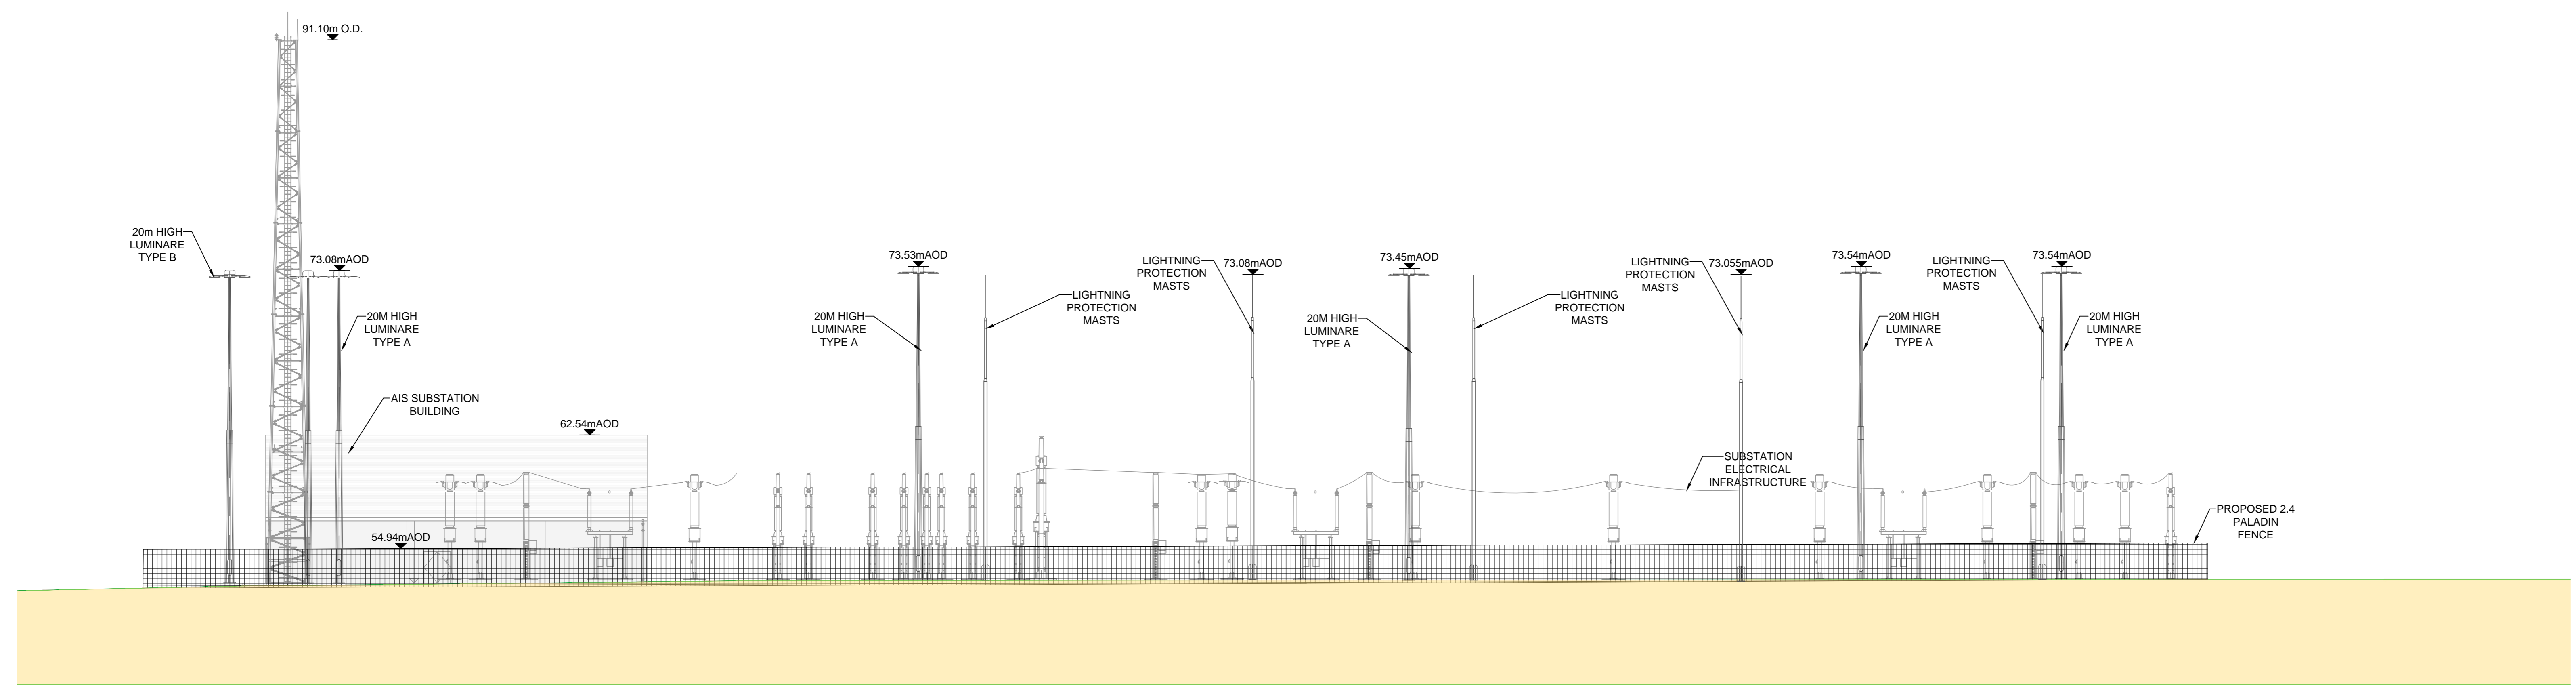 91.10m O.D.
20m HIGH
LUMINARE
TYPE B
73.08mAOD
20M HIGH
LUMINARE
TYPE A
AIS SUBSTATION
BUILDING
62.54mAOD
54.94mAOD
73.53mAOD
20M HIGH
LUMINARE
TYPE A
LIGHTNING
PROTECTION
MASTS
LIGHTNING
PROTECTION
MASTS
73.08mAOD
73.45mAOD
20M HIGH
LUMINARE
TYPE A
LIGHTNING
PROTECTION
MASTS
LIGHTNING
PROTECTION
MASTS
73.055mAOD
SUBSTATION
ELECTRICAL
INFRASTRUCTURE
73.54mAOD
20M HIGH
LUMINARE
TYPE A
LIGHTNING
PROTECTION
MASTS
73.54mAOD
20M HIGH
LUMINARE
TYPE A
PROPOSED 2.4
PALADIN
FENCE